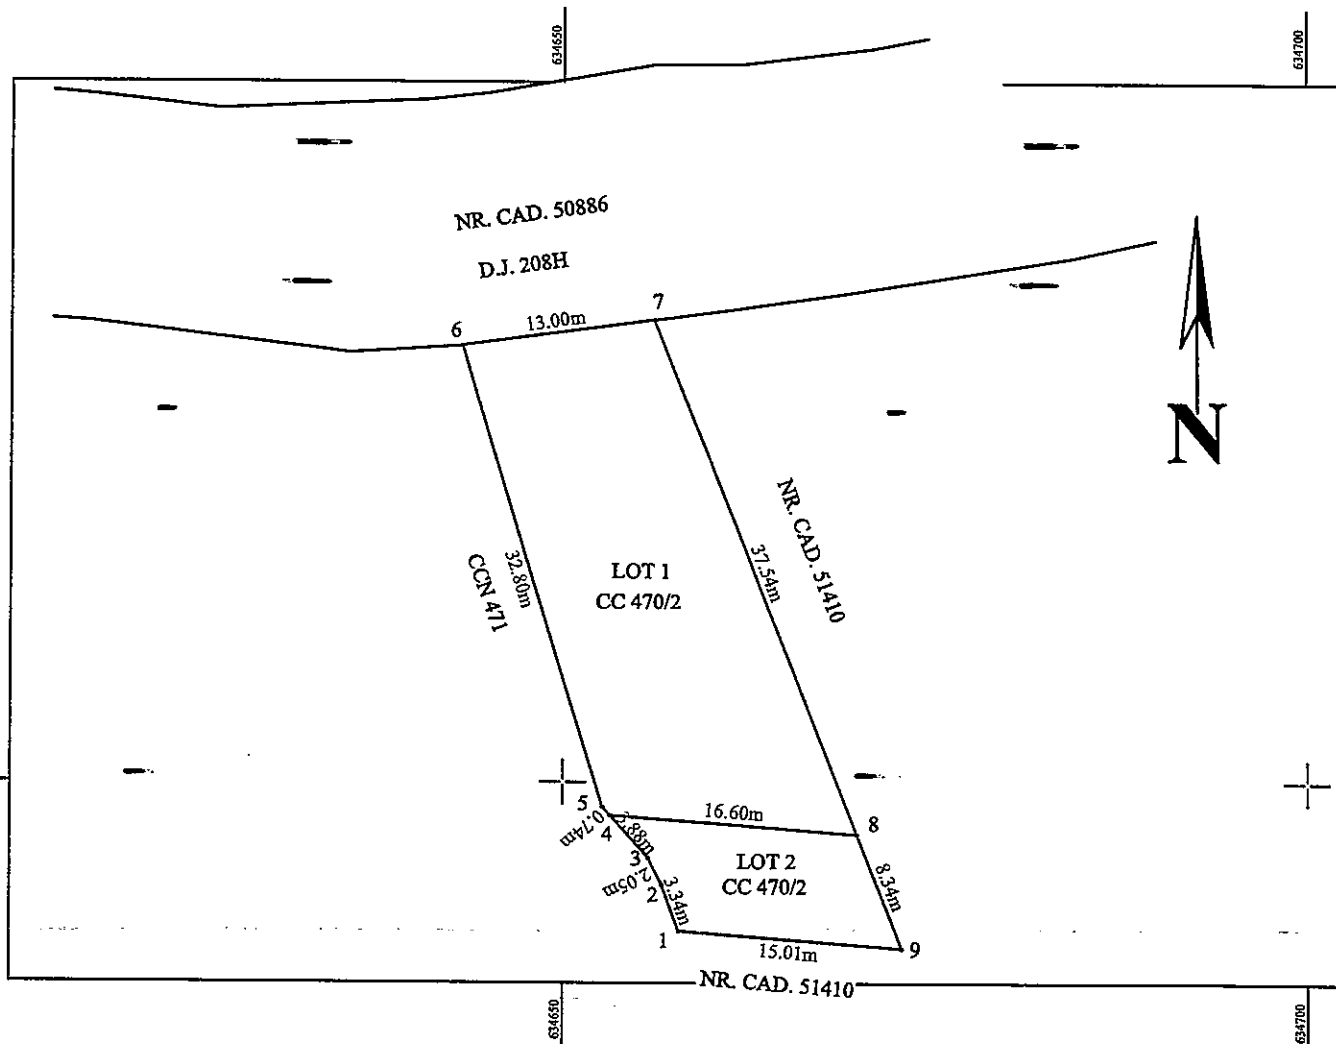 634650
634700
NR. CAD. 50886
D.J. 208H
6
13.00m
7
N
NR. CAD. 51410
37.54m
CCN 471
32.80m
LOT 1
CC 470/2
5
0.74m
4
2.88m
16.60m
8
3
2.05m
2
3.34m
LOT 2
CC 470/2
8.34m
1
15.01m
9
NR. CAD. 51410
634650
634700